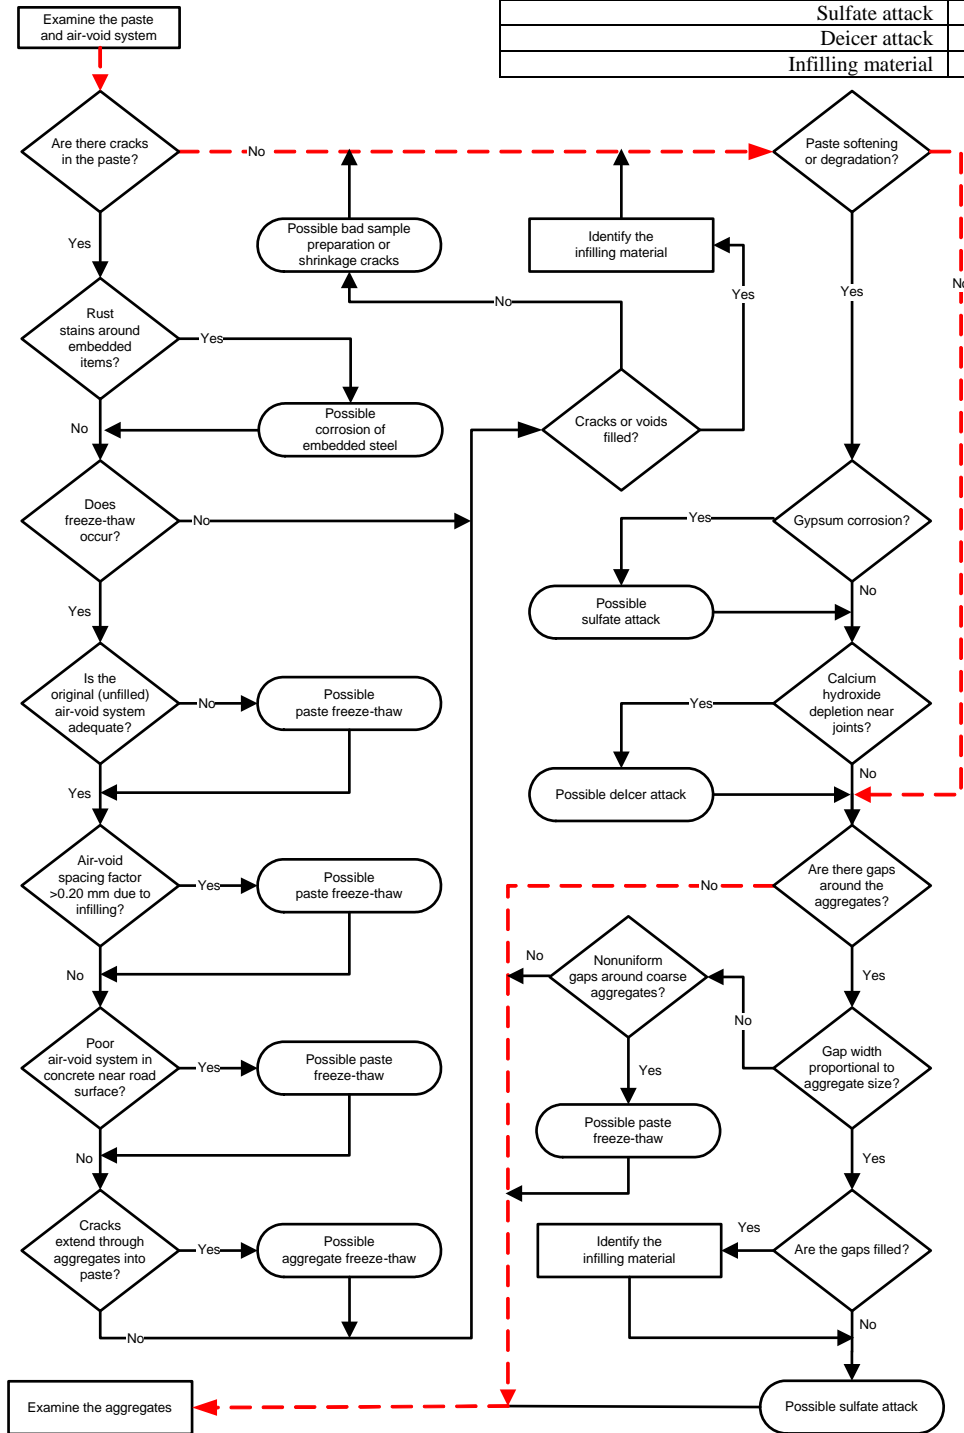 Examine the paste
and air-void system
Sulfate attack
Deicer attack
Infilling material
Are there cracks
in the paste?
No
Paste softening
or degradation?
No
Yes
Possible bad sample
preparation or
shrinkage cracks
Identify the
infilling material
Yes
Yes
No
Rust
stains around
embedded
items?
Yes
Possible
corrosion of
embedded steel
No
Cracks or voids
filled?
Does
freeze-thaw
occur?
No
Yes
Gypsum corrosion?
Yes
No
Possible
sulfate attack
Is the
original (unfilled)
air-void system
adequate?
No
Possible
paste freeze-thaw
Yes
Calcium
hydroxide
depletion near
joints?
Yes
No
Possible deIcer attack
Air-void
spacing factor
>0.20 mm due to
infilling?
Yes
Possible
paste freeze-thaw
No
Are there gaps
around the
aggregates?
No
Yes
Nonuniform
gaps around coarse
aggregates?
No
No
Yes
Poor
air-void system in
concrete near road
surface?
Yes
Possible paste
freeze-thaw
No
Gap width
proportional to
aggregate size?
Yes
Possible paste
freeze-thaw
Cracks
extend through
aggregates into
paste?
Yes
Possible
aggregate freeze-thaw
No
Are the gaps filled?
Yes
No
Identify the
infilling material
Examine the aggregates
Possible sulfate attack